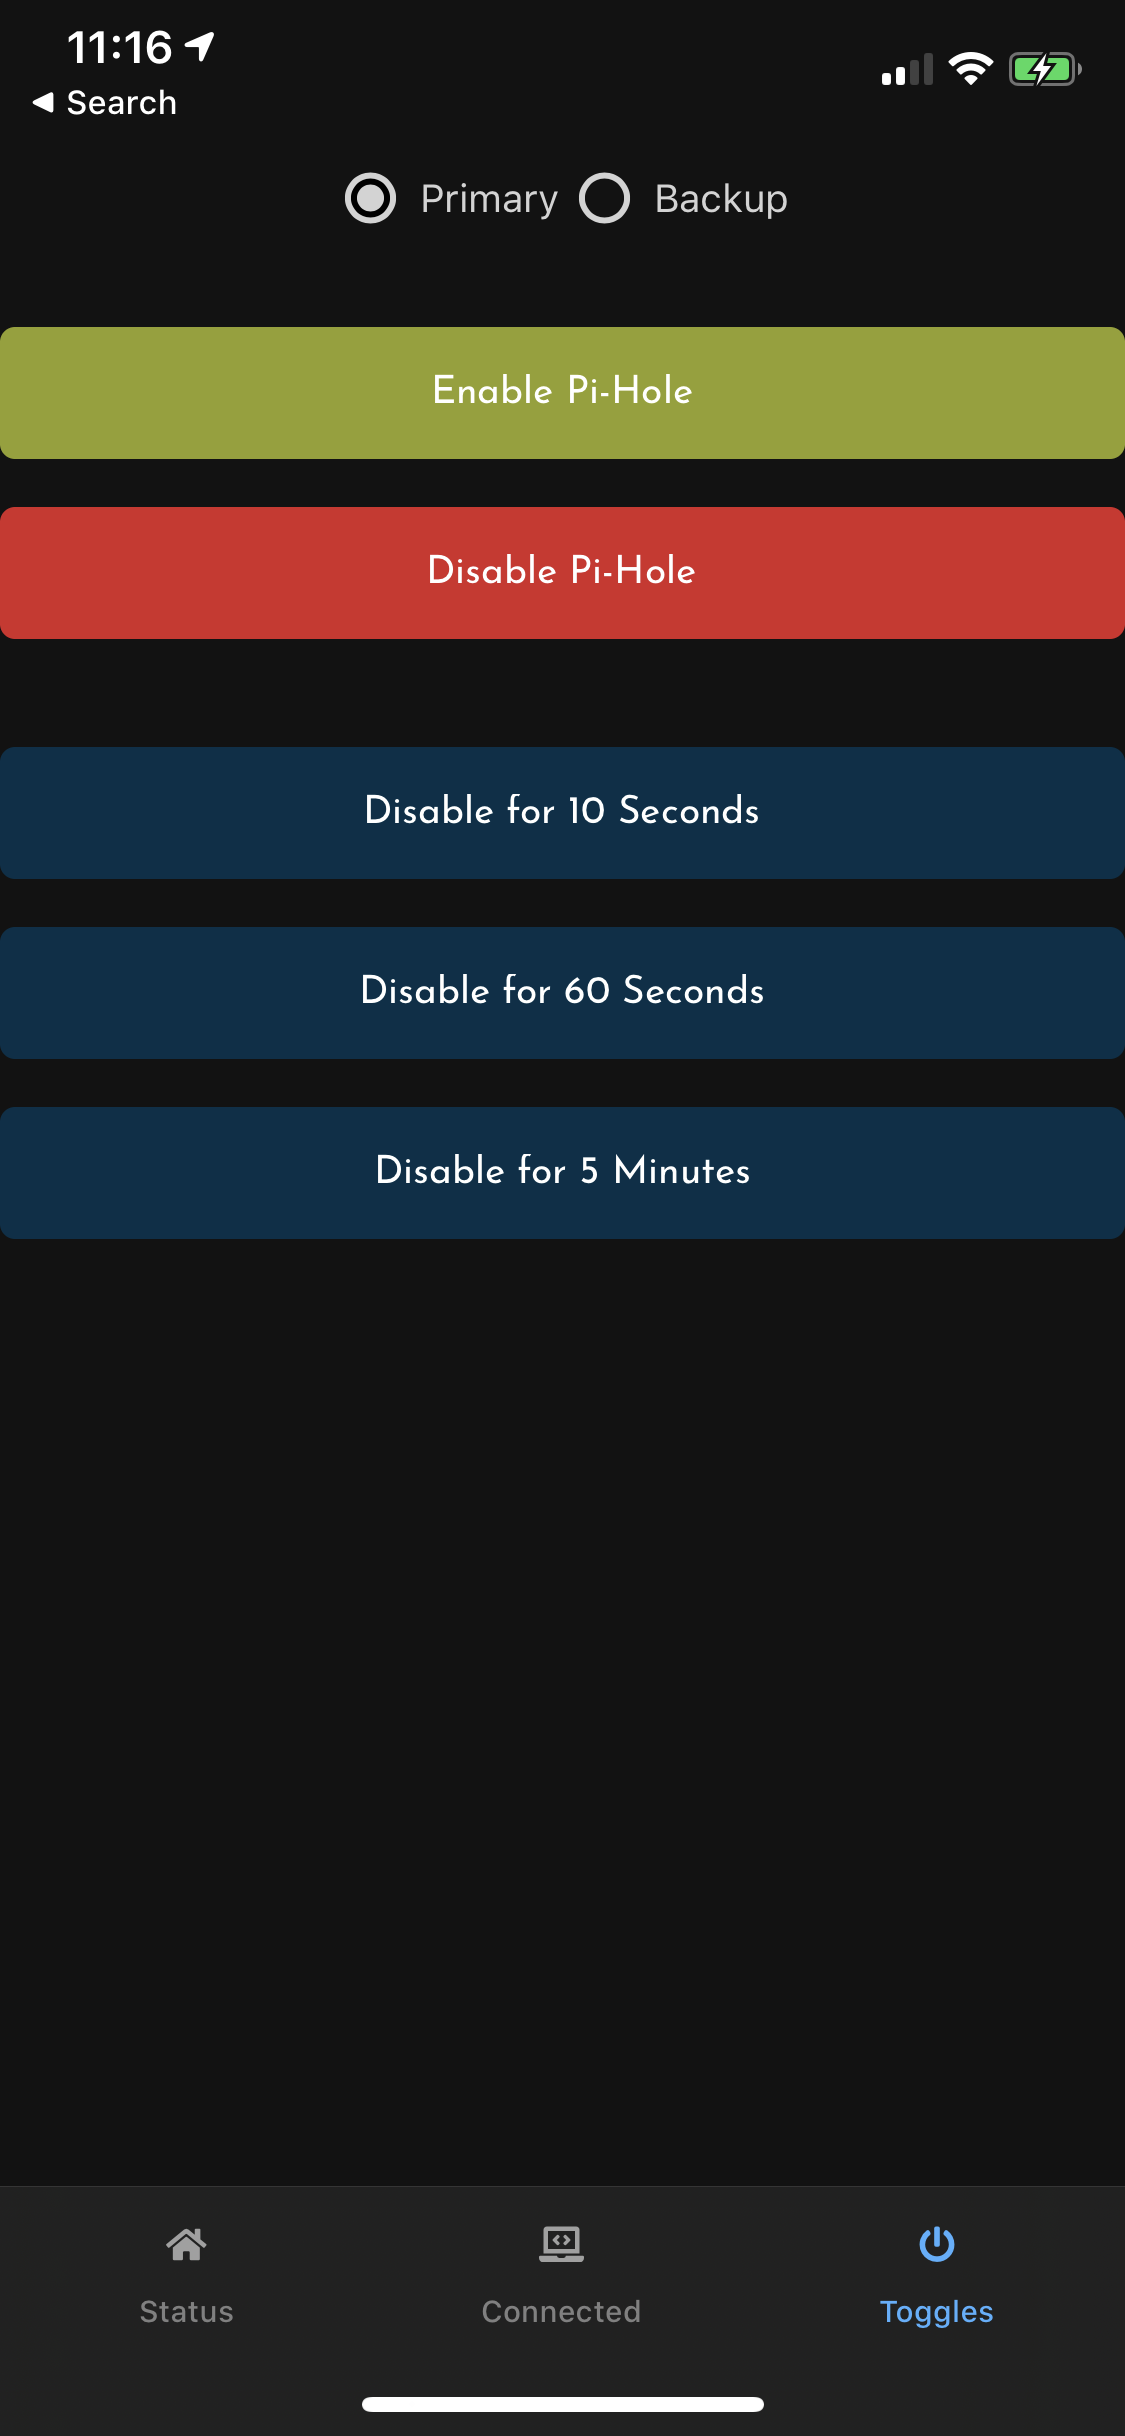 11:16
Search
Primary Backup
Enable Pi-Hole
Disable Pi-Hole
Disable for 10 Seconds
Disable for 60 Seconds
Disable for 5 Minutes
Status Connected Toggles